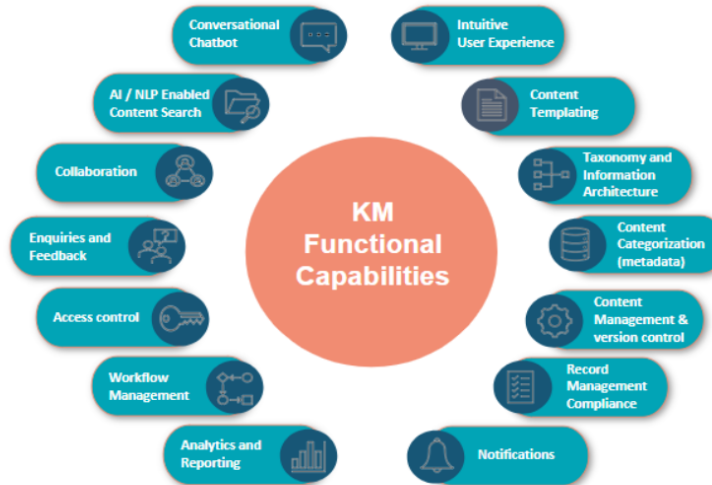 Conversational
Chatbot
Intuitive
User Experience
AI / NLP Enabled
Content Search
Content
Templating
Collaboration
Taxonomy and
Information
Architecture
KM
Functional
Capabilities
Enquiries and
Feedback
Content
Categorization
(metadata)
Access control
Content
Management &
version control
Workflow
Management
Record
Management
Compliance
Analytics and
Reporting
Notifications